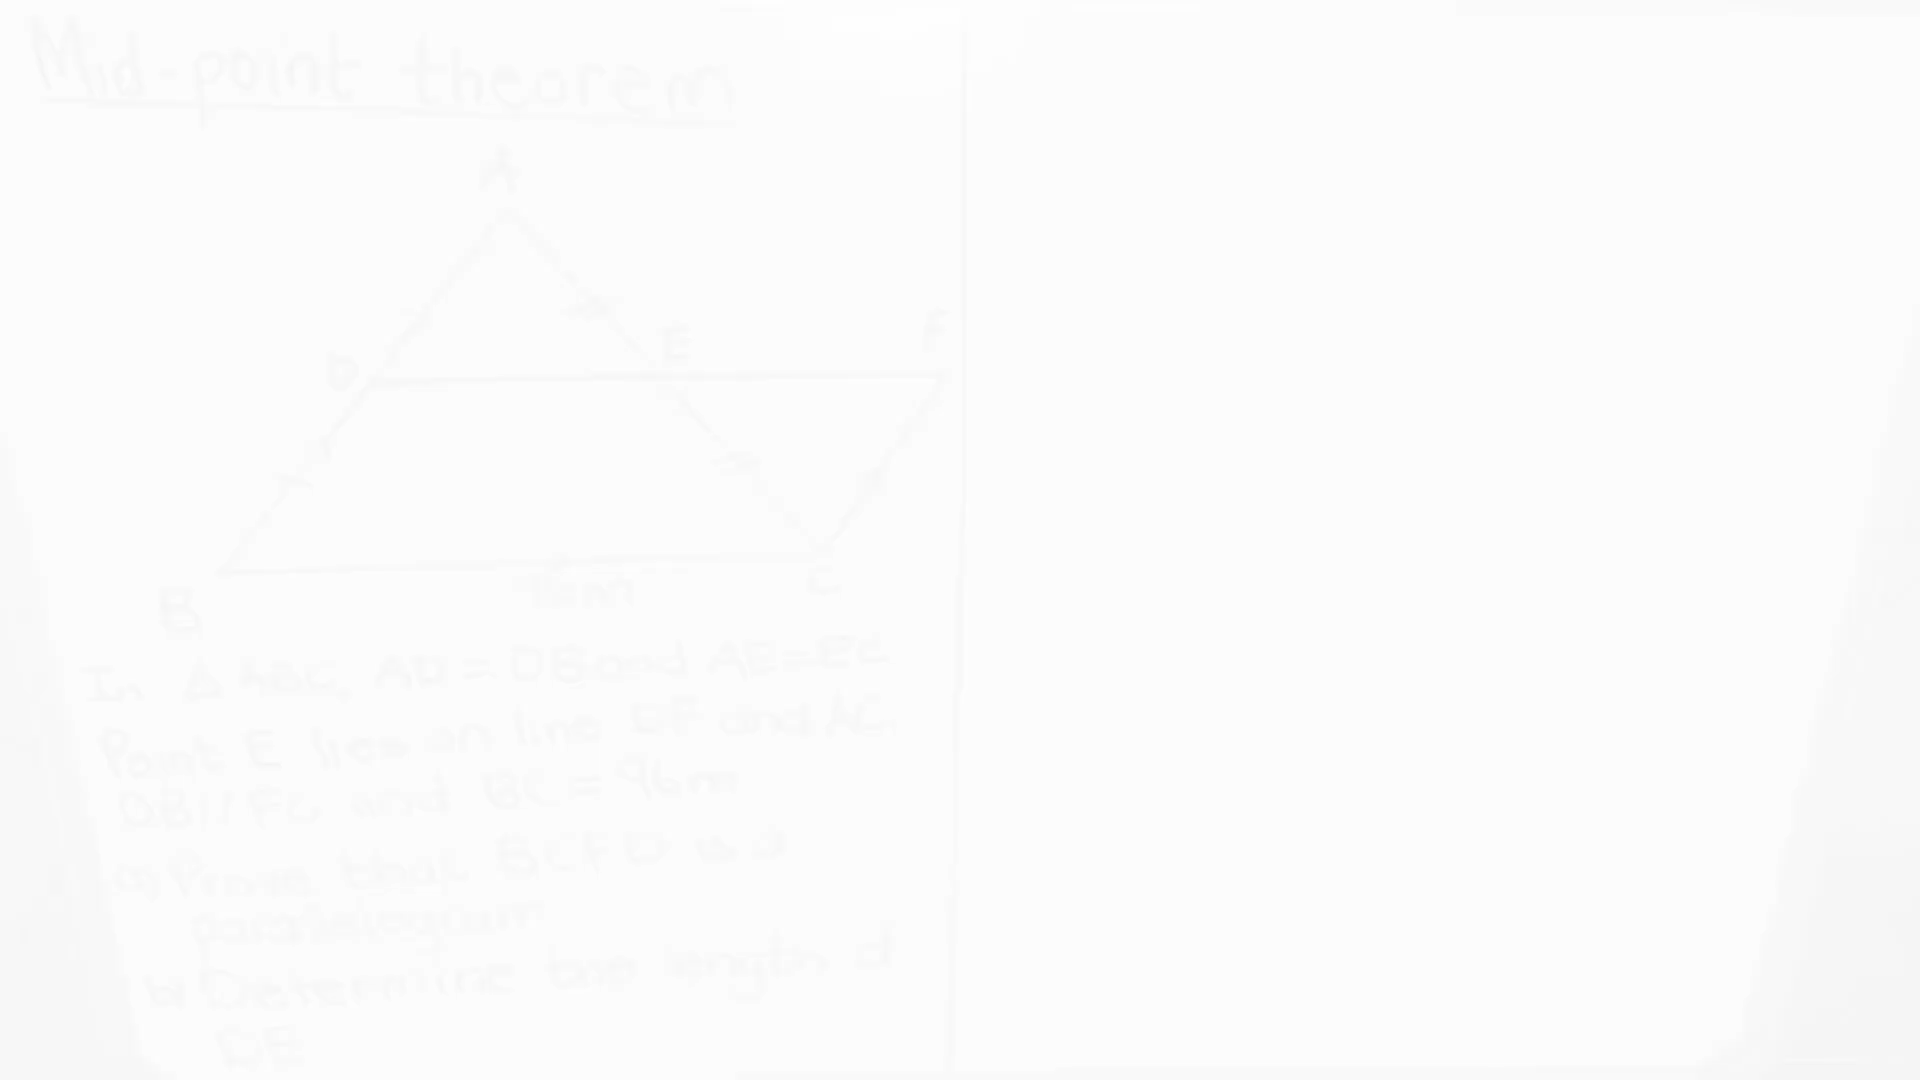 Mid-point theorem
A
E
F
D
B
C
In Δ ABC, AD = DB and AE = EC
Point E lies on line DF and AC.
DB || FC and BC = 96m
a) Prove that BCFD is a
parallelogram
b) Determine the length of
DE